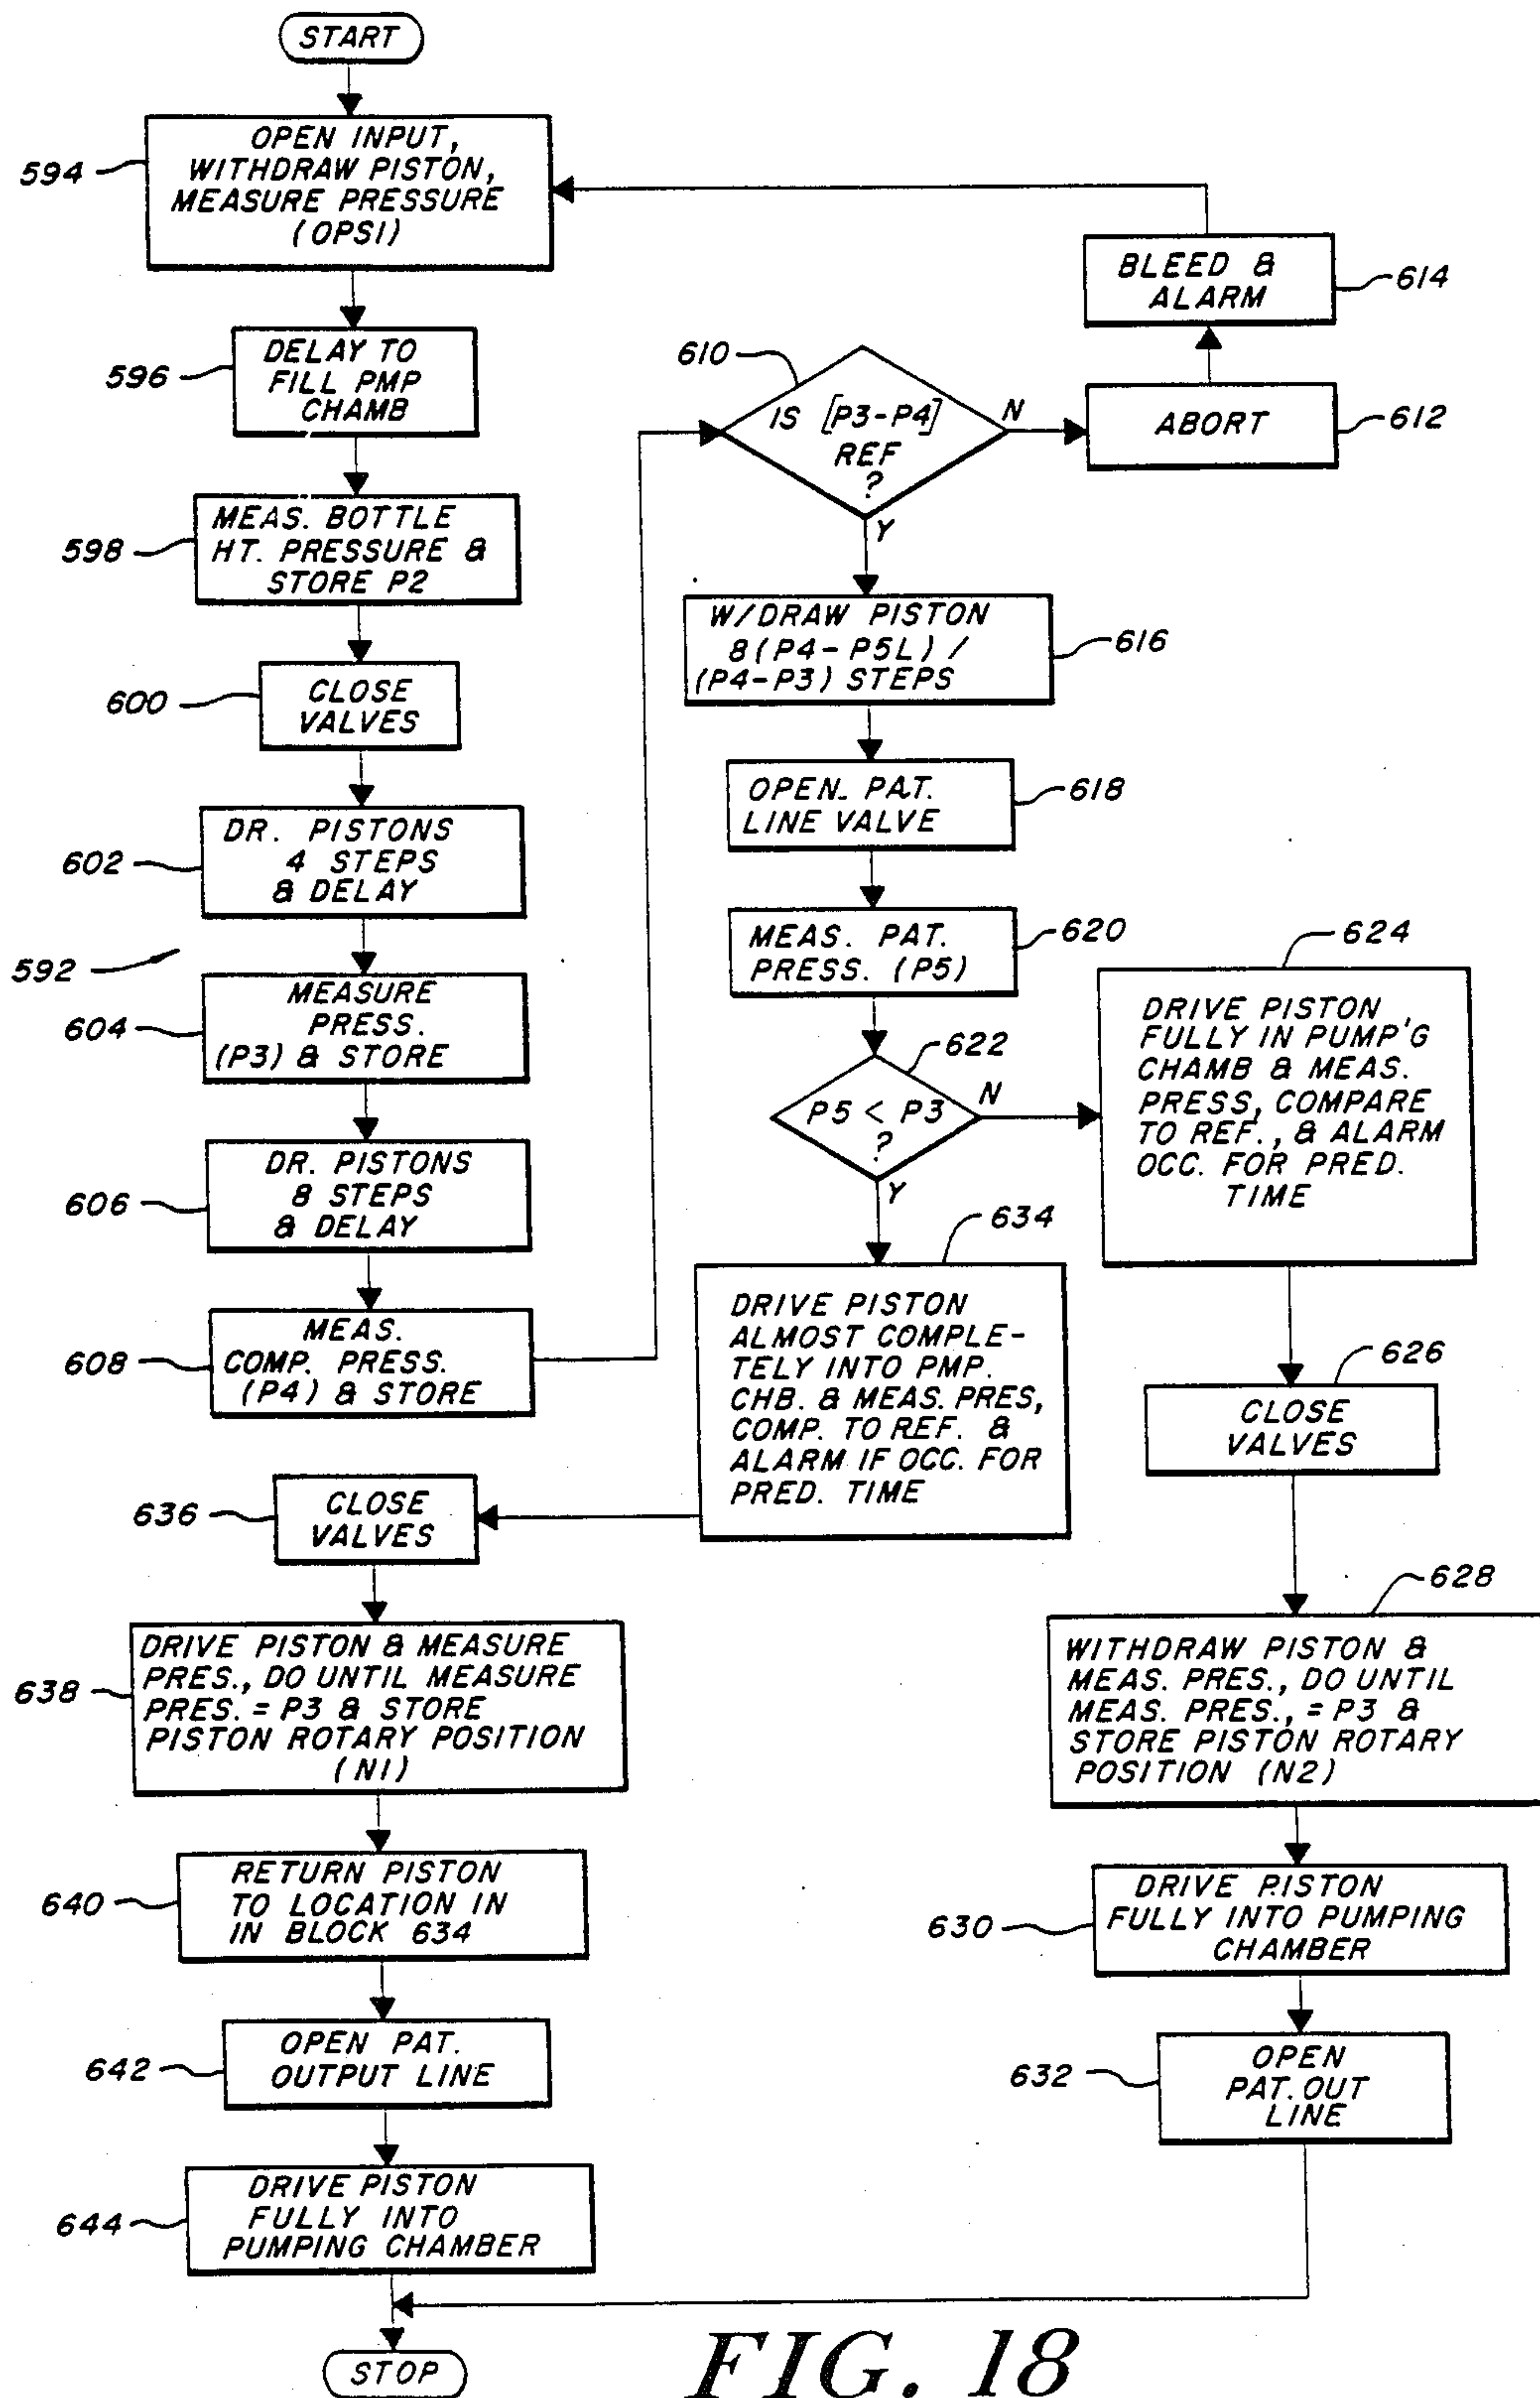 START
594
OPEN INPUT,
WITHDRAW PISTON,
MEASURE PRESSURE
(OPSI)
596
DELAY TO
FILL PMP
CHAMB
598
MEAS. BOTTLE
HT. PRESSURE &
STORE P2
600
CLOSE
VALVES
602
DR. PISTONS
4 STEPS
& DELAY
592
604
MEASURE
PRESS.
(P3) & STORE
606
DR. PISTONS
8 STEPS
& DELAY
608
MEAS.
COMP. PRESS.
(P4) & STORE
610
IS [P3-P4]
REF
?
N
Y
ABORT
612
BLEED &
ALARM
614
W/DRAW PISTON
8(P4-P5L)/
(P4-P3) STEPS
616
OPEN. PAT.
LINE VALVE
618
MEAS. PAT.
PRESS. (P5)
620
622
P5 < P3
?
N
Y
624
DRIVE PISTON
FULLY IN PUMP'G
CHAMB & MEAS.
PRESS, COMPARE
TO REF., & ALARM
OCC. FOR PRED.
TIME
626
CLOSE
VALVES
628
WITHDRAW PISTON &
MEAS. PRES., DO UNTIL
MEAS. PRES., = P3 &
STORE PISTON ROTARY
POSITION (N2)
630
DRIVE PISTON
FULLY INTO PUMPING
CHAMBER
632
OPEN
PAT. OUT
LINE
634
DRIVE PISTON
ALMOST COMPLE-
TELY INTO PMP.
CHB. & MEAS. PRES,
COMP. TO REF. &
ALARM IF OCC. FOR
PRED. TIME
636
CLOSE
VALVES
638
DRIVE PISTON & MEASURE
PRES., DO UNTIL MEASURE
PRES. = P3 & STORE
PISTON ROTARY POSITION
(N1)
640
RETURN PISTON
TO LOCATION IN
IN BLOCK 634
642
OPEN PAT.
OUTPUT LINE
644
DRIVE PISTON
FULLY INTO
PUMPING CHAMBER
STOP
FIG. 18